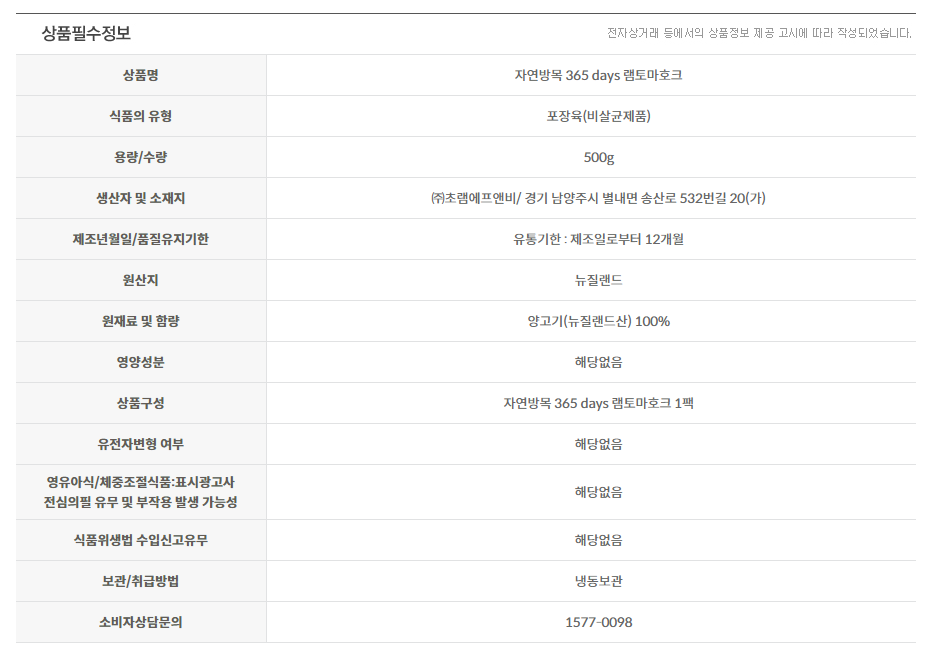 상품필수정보
전자상거래 등에서의 상품정보 제공 고시에 따라 작성되었습니다.
상품명
자연방목 365 days 램토마호크
식품의 유형
포장육(비살균제품)
용량/수량
500g
생산자 및 소재지
㈜초램에프앤비/ 경기 남양주시 별내면 송산로 532번길 20(가)
제조년월일/품질유지기한
유통기한 : 제조일로부터 12개월
원산지
뉴질랜드
원재료 및 함량
양고기(뉴질랜드산) 100%
영양성분
해당없음
상품구성
자연방목 365 days 램토마호크 1팩
유전자변형 여부
해당없음
영유아식/체중조절식품:표시광고사
전심의필 유무 및 부작용 발생 가능성
해당없음
식품위생법 수입신고유무
해당없음
보관/취급방법
냉동보관
소비자상담문의
1577-0098